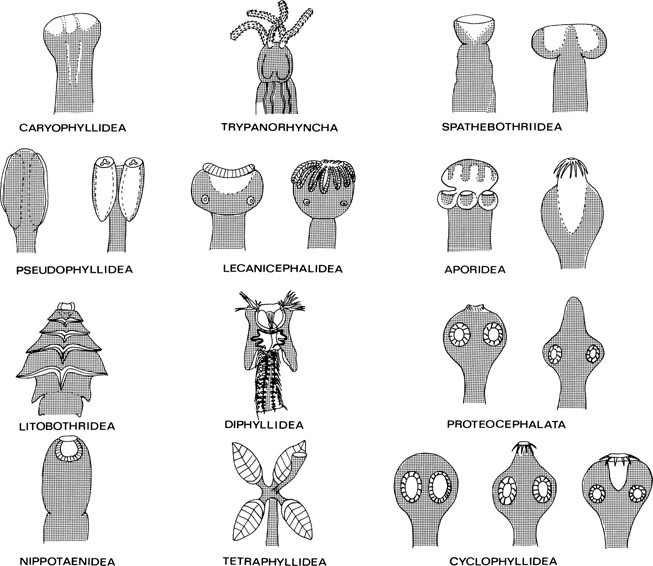 CARYOPHYLLIDEA
TRYPANORHYNCHA
SPATHEBOTHRIIDEA
PSEUDOPHYLLIDEA
LECANICEPHALIDEA
APORIDEA
LITOBOTHRIDEA
DIPHYLLIDEA
PROTEOCEPHALATA
NIPPOTAENIDEA
TETRAPHYLLIDEA
CYCLOPHYLLIDEA